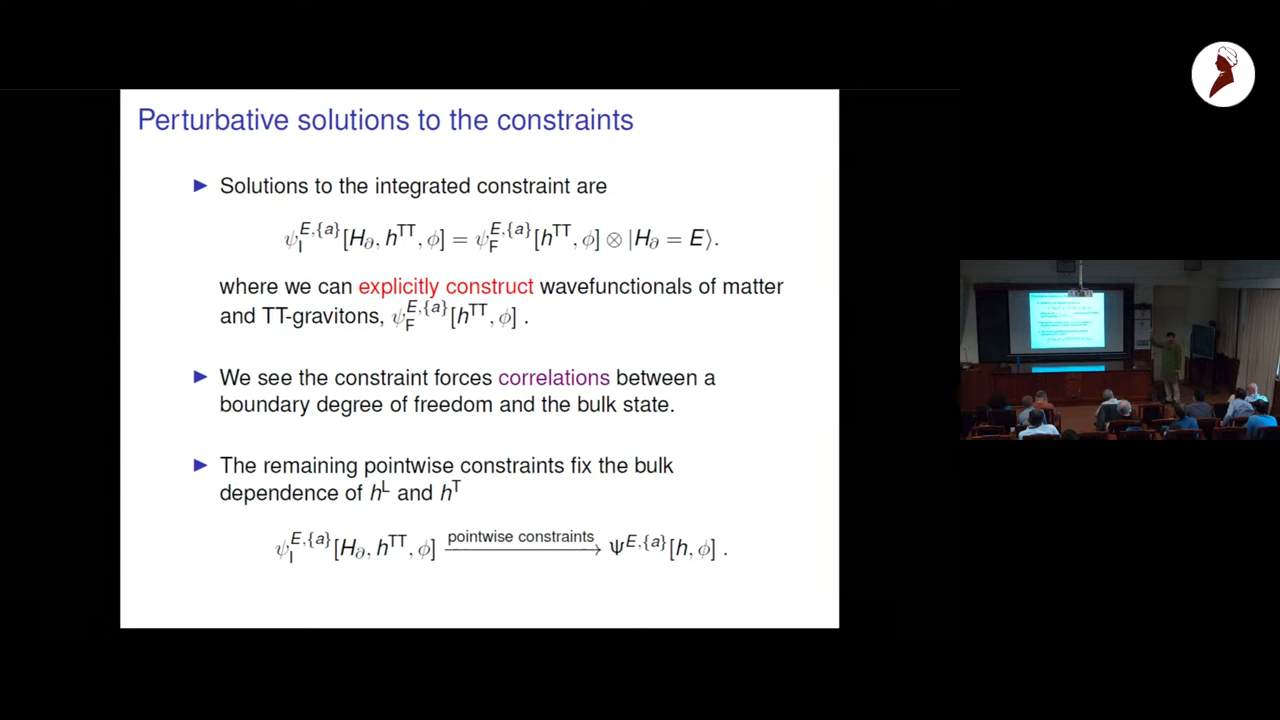 Perturbative solutions to the constraints
▶ Solutions to the integrated constraint are
ψ_I^{E,{a}}[H_∂, h^{TT}, ϕ] = ψ_F^{E,{a}}[h^{TT}, ϕ] ⊗ |H_∂ = E⟩.
where we can explicitly construct wavefunctionals of matter
and TT-gravitons, ψ_F^{E,{a}}[h^{TT}, ϕ] .
▶ We see the constraint forces correlations between a
boundary degree of freedom and the bulk state.
▶ The remaining pointwise constraints fix the bulk
dependence of h^L and h^T
ψ_I^{E,{a}}[H_∂, h^{TT}, ϕ] \xrightarrow{pointwise constraints} Ψ^{E,{a}}[h, ϕ] .